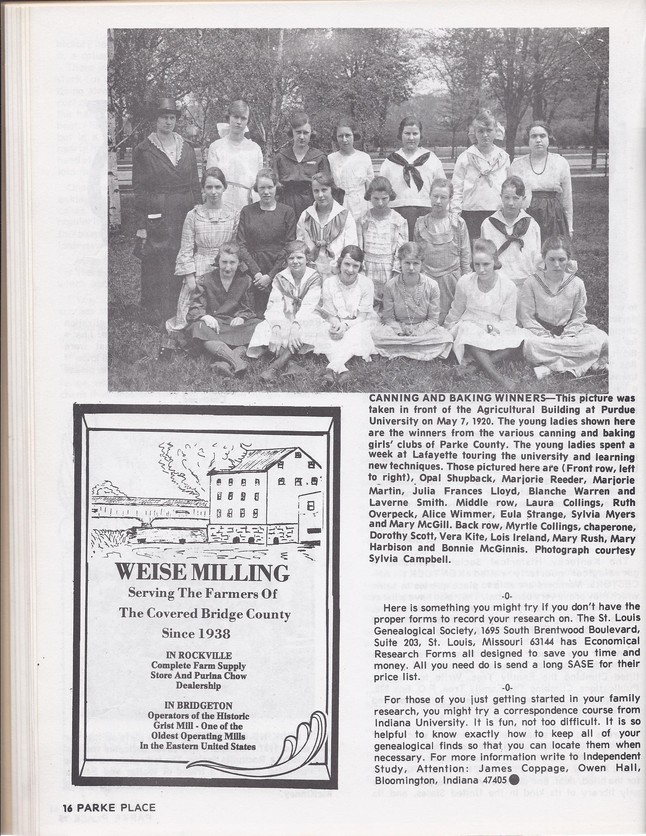 CANNING AND BAKING WINNERS—This picture was
taken in front of the Agricultural Building at Purdue
University on May 7, 1920. The young ladies shown here
are the winners from the various canning and baking
girls' clubs of Parke County. The young ladies spent a
week at Lafayette touring the university and learning
new techniques. Those pictured here are (Front row, left
to right), Opal Shupback, Marjorie Reeder, Marjorie
Martin, Julia Frances Lloyd, Blanche Warren and
Laverne Smith. Middle row, Laura Collings, Ruth
Overpeck, Alice Wimmer, Eula Strange, Sylvia Myers
and Mary McGill. Back row, Myrtle Collings, chaperone,
Dorothy Scott, Vera Kite, Lois Ireland, Mary Rush, Mary
Harbison and Bonnie McGinnis. Photograph courtesy
Sylvia Campbell.
-0-
Here is something you might try if you don't have the
proper forms to record your research on. The St. Louis
Genealogical Society, 1695 South Brentwood Boulevard,
Suite 203, St. Louis, Missouri 63144 has Economical
Research Forms all designed to save you time and
money. All you need do is send a long SASE for their
price list.
-0-
For those of you just getting started in your family
research, you might try a correspondence course from
Indiana University. It is fun, not too difficult. It is so
helpful to know exactly how to keep all of your
genealogical finds so that you can locate them when
necessary. For more information write to Independent
Study, Attention: James Coppage, Owen Hall,
Bloomington, Indiana 47405
WEISE MILLING
Serving The Farmers Of
The Covered Bridge County
Since 1938
IN ROCKVILLE
Complete Farm Supply
Store And Purina Chow
Dealership
IN BRIDGETON
Operators of the Historic
Grist Mill - One of the
Oldest Operating Mills
In the Eastern United States
16 PARKE PLACE